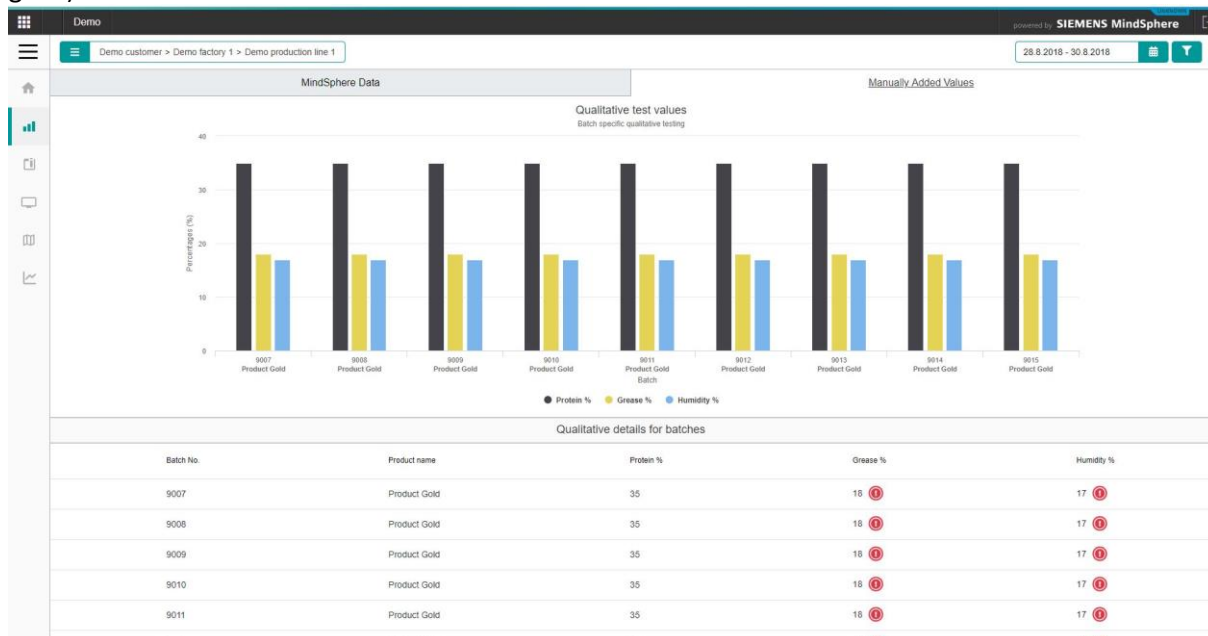 Demo
powered by SIEMENS MindSphere
Demo customer > Demo factory 1 > Demo production line 1
28.8.2018 - 30.8.2018
MindSphere Data
Manually Added Values
Qualitative test values
Batch specific qualitative testing
Percentages (%)
40
30
20
10
0
9007 9008 9009 9010 9011 9012 9013 9014 9015
Product Gold Product Gold Product Gold Product Gold Product Gold Product Gold Product Gold Product Gold Product Gold
Batch
Protein % Grease % Humidity %
Qualitative details for batches
Batch No. Product name Protein % Grease % Humidity %
9007 Product Gold 35 18 17
9008 Product Gold 35 18 17
9009 Product Gold 35 18 17
9010 Product Gold 35 18 17
9011 Product Gold 35 18 17